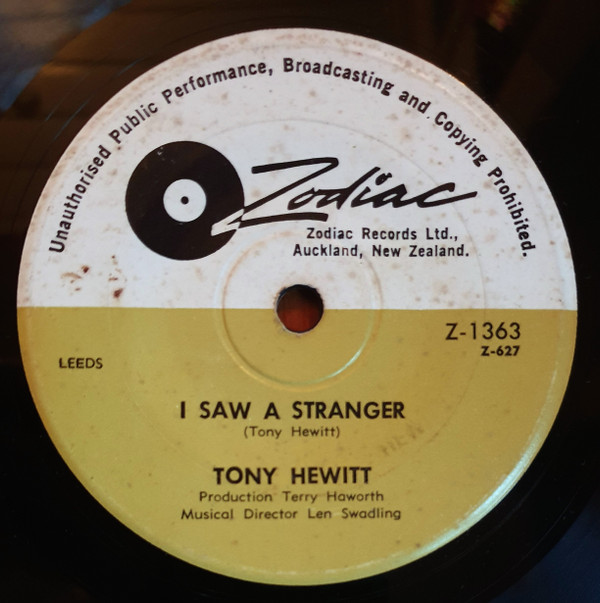 Unauthorised Public Performance, Broadcasting and Copying Prohibited.
Zodiac
Zodiac Records Ltd.,
Auckland, New Zealand.
Z-1363
Z-627
LEEDS
I SAW A STRANGER
(Tony Hewitt)
TONY HEWITT
Production Terry Haworth
Musical Director Len Swadling